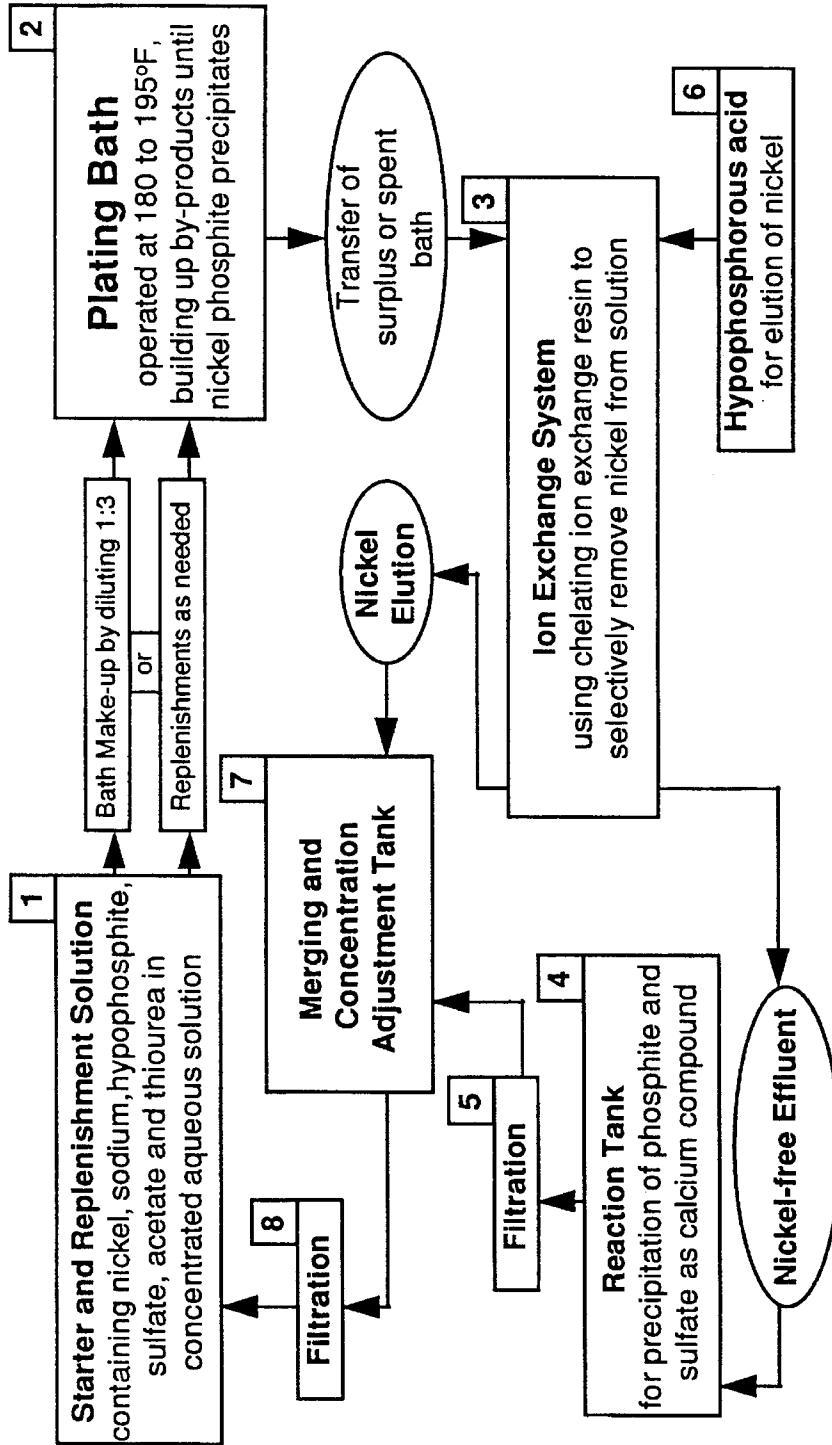 1
Starter and Replenishment Solution
containing nickel, sodium, hypophosphite,
sulfate, acetate and thiourea in
concentrated aqueous solution
Bath Make-up by diluting 1:3
or
Replenishments as needed
2
Plating Bath
operated at 180 to 195ºF,
building up by-products until
nickel phosphite precipitates
Transfer of
surplus or spent
bath
3
Ion Exchange System
using chelating ion exchange resin to
selectively remove nickel from solution
6
Hypophosphorous acid
for elution of nickel
Nickel
Elution
7
Merging and
Concentration
Adjustment Tank
8
Filtration
5
Filtration
4
Reaction Tank
for precipitation of phosphite and
sulfate as calcium compound
Nickel-free Effluent